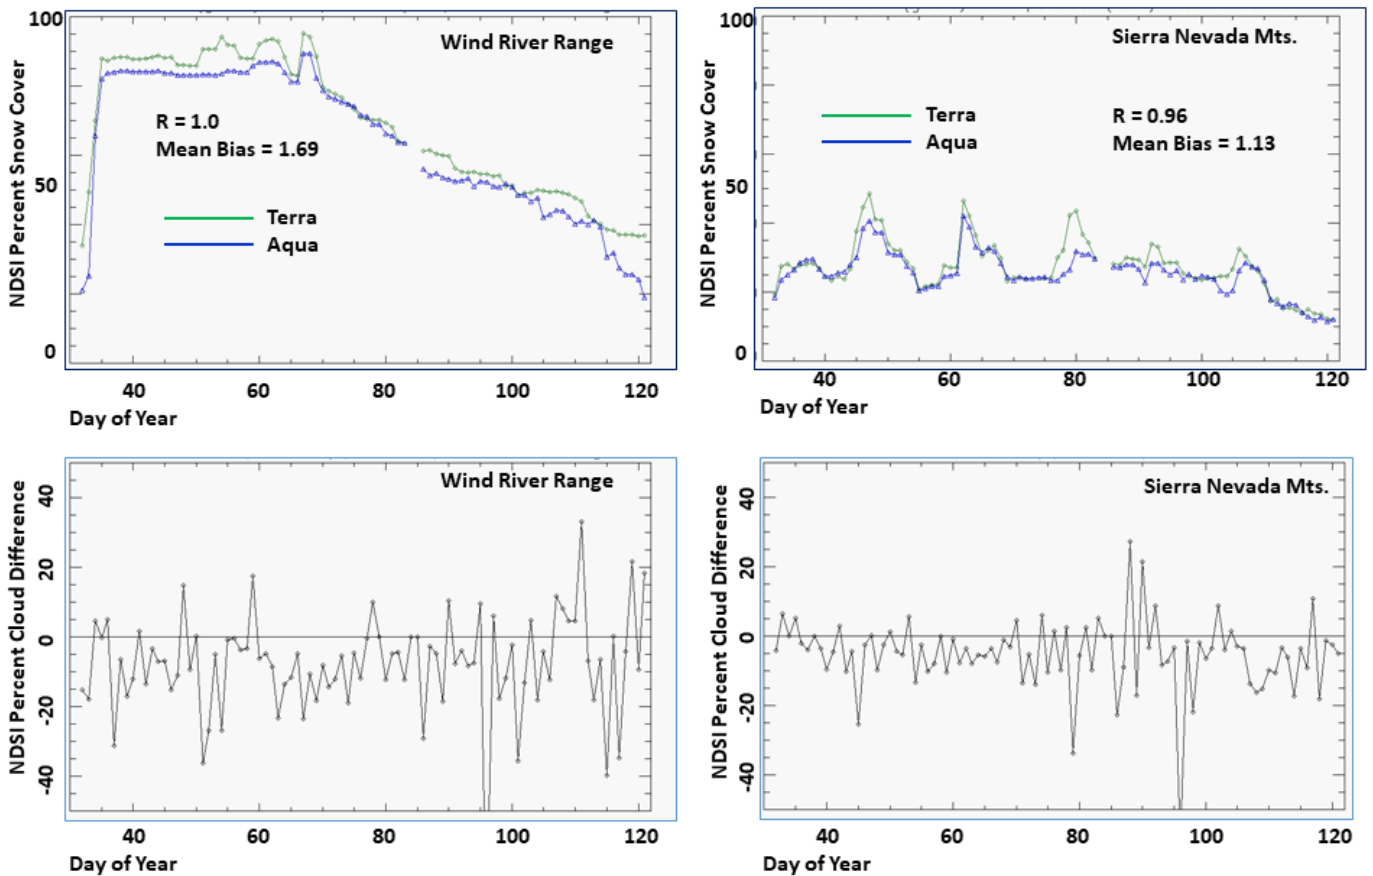 100
Wind River Range
NDSI Percent Snow Cover
R = 1.0
Mean Bias = 1.69
50
Terra
Aqua
0
40 60 80 100 120
Day of Year
100
Sierra Nevada Mts.
NDSI Percent Snow Cover
Terra
Aqua
R = 0.96
Mean Bias = 1.13
50
0
40 60 80 100 120
Day of Year
Wind River Range
NDSI Percent Cloud Difference
40
20
0
-20
-40
40 60 80 100 120
Day of Year
Sierra Nevada Mts.
NDSI Percent Cloud Difference
40
20
0
-20
-40
40 60 80 100 120
Day of Year